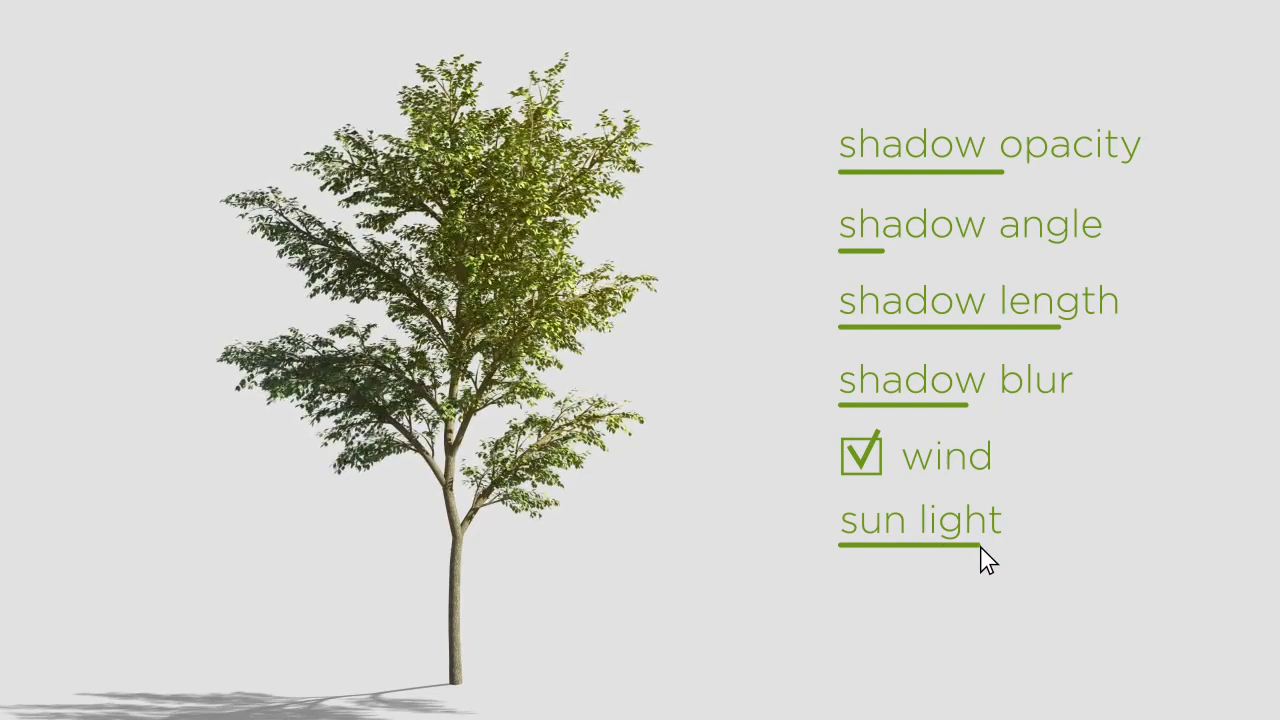 shadow opacity
shadow angle
shadow length
shadow blur
wind
sun light